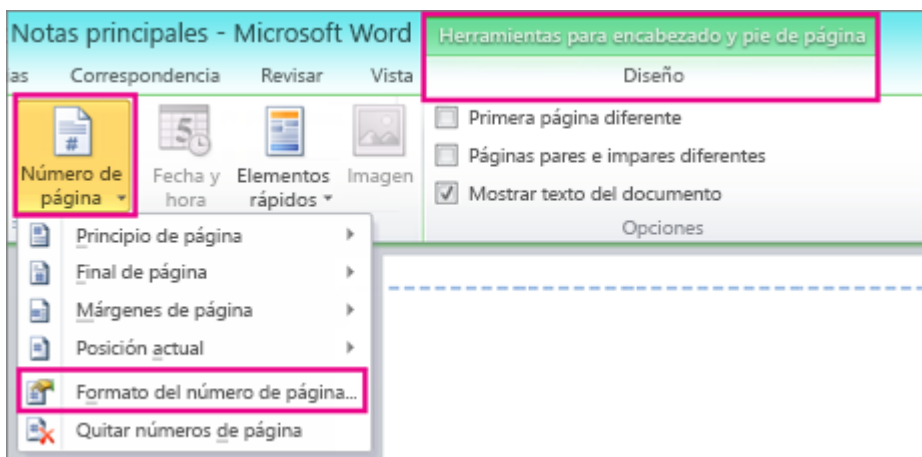 Notas principales - Microsoft Word
Herramientas para encabezado y pie de página
as Correspondencia Revisar Vista
Diseño
Número de página
5
Fecha y hora
Elementos rápidos
Imagen
Primera página diferente
Páginas pares e impares diferentes
Mostrar texto del documento
Opciones
Principio de página
Final de página
Márgenes de página
Posición actual
Formato del número de página...
Quitar números de página